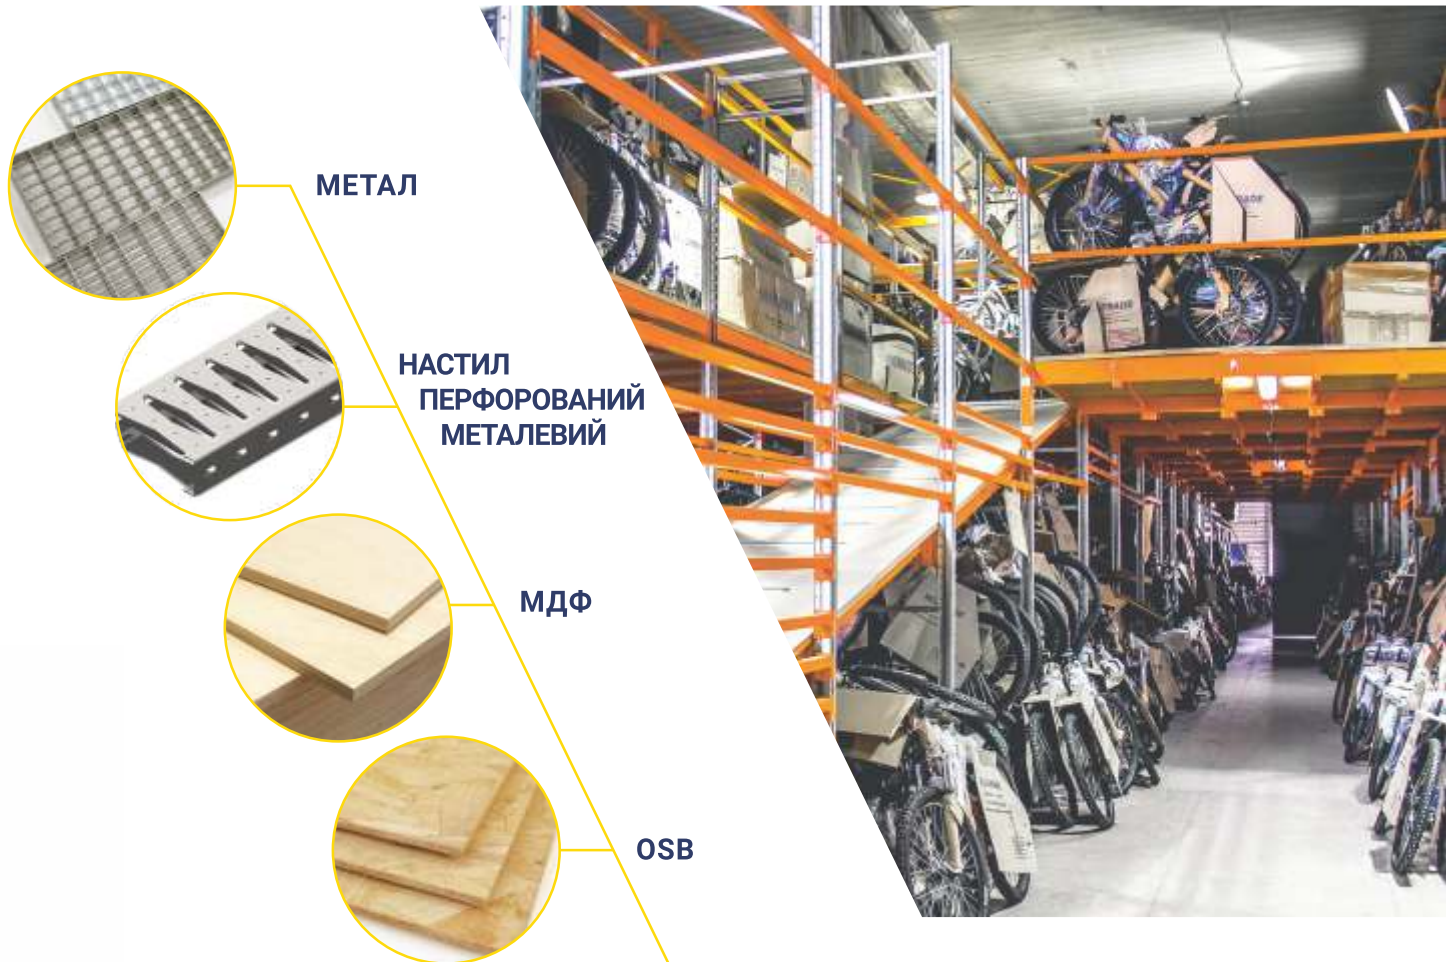 МЕТАЛ
НАСТИЛ
ПЕРФОРОВАНИЙ
МЕТАЛЕВИЙ
МДФ
OSB